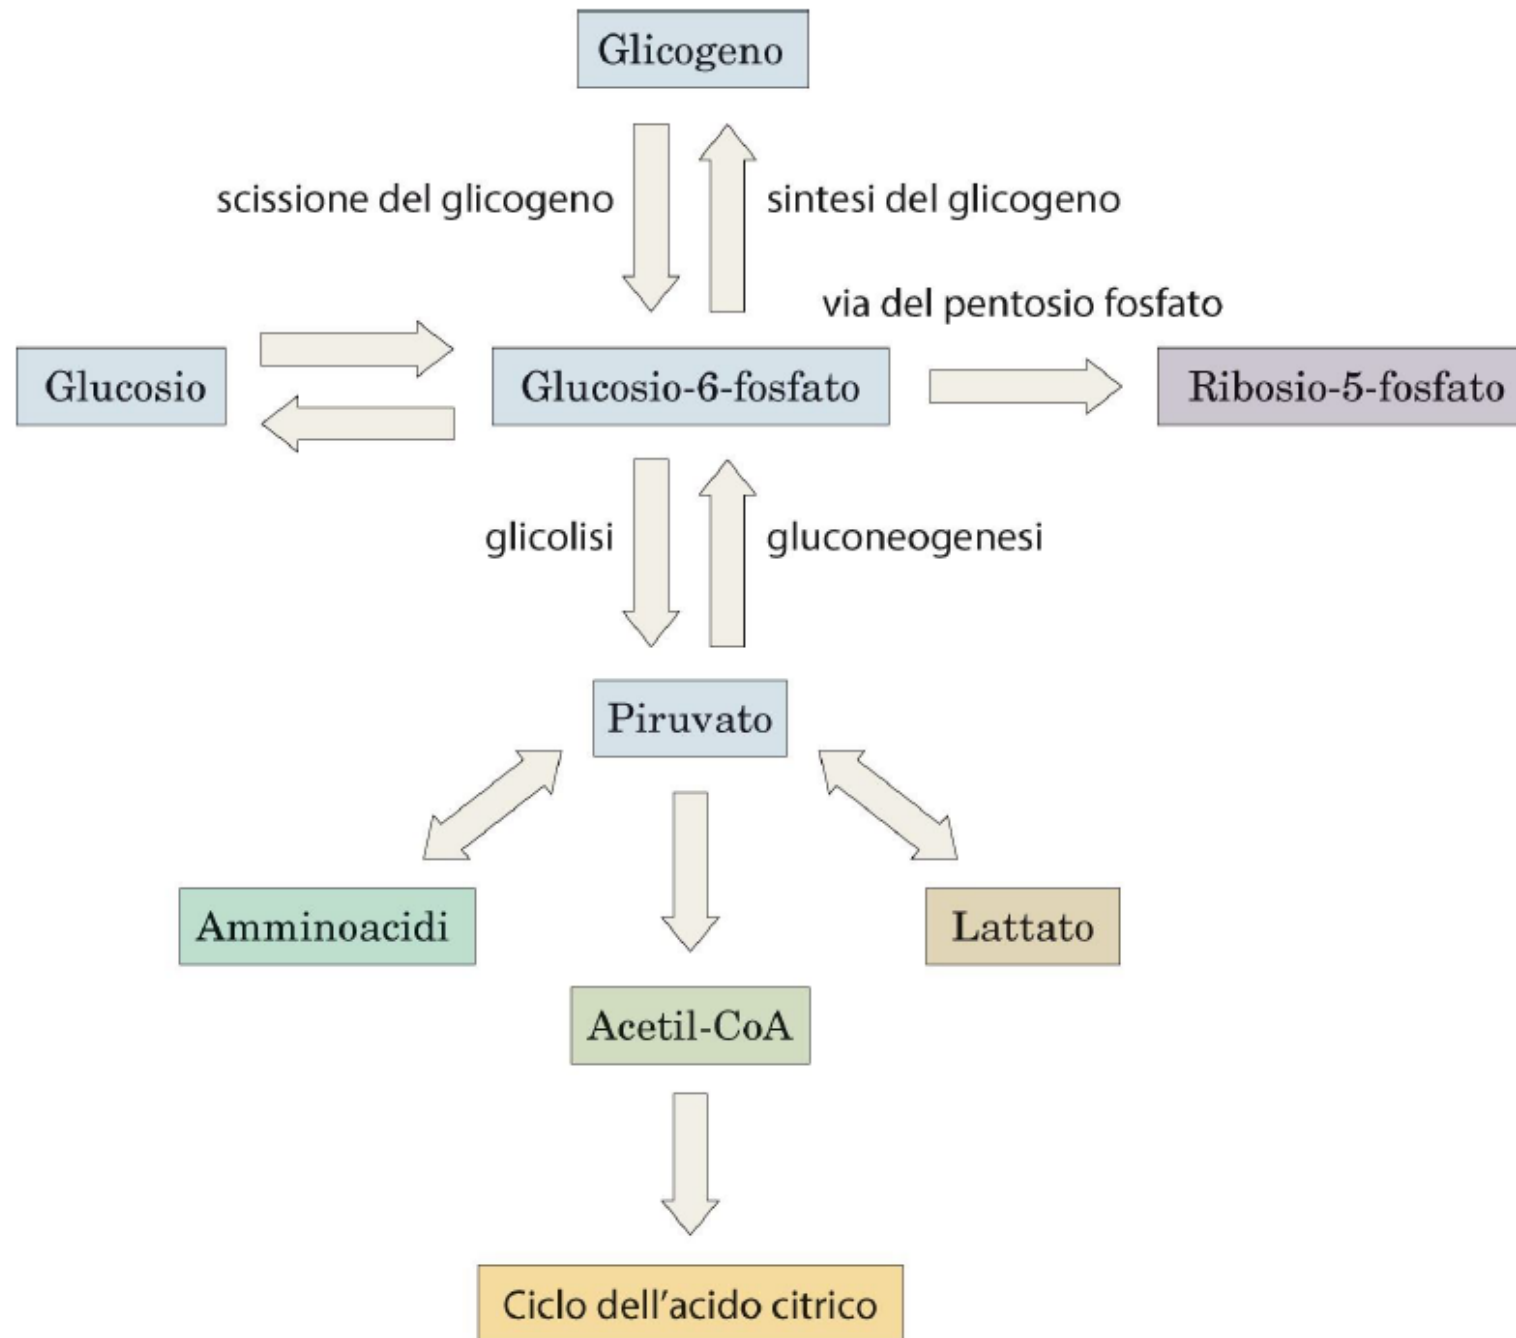 Glicogeno
scissione del glicogeno
sintesi del glicogeno
via del pentosio fosfato
Glucosio
Glucosio-6-fosfato
Ribosio-5-fosfato
glicolisi
gluconeogenesi
Piruvato
Amminoacidi
Lattato
Acetil-CoA
Ciclo dell'acido citrico